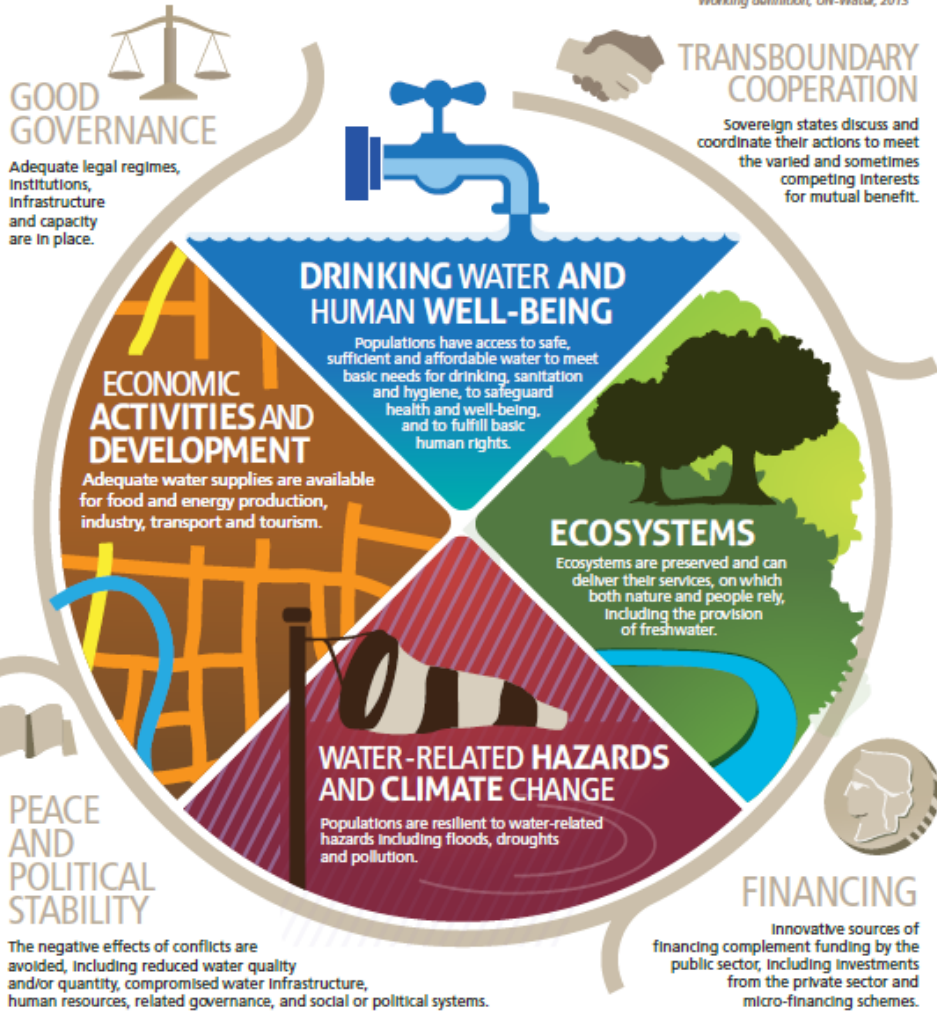 Working definition, UN-Water, 2013
GOOD
GOVERNANCE
Adequate legal regimes,
institutions,
infrastructure
and capacity
are in place.
TRANSBOUNDARY
COOPERATION
Sovereign states discuss and
coordinate their actions to meet
the varied and sometimes
competing interests
for mutual benefit.
DRINKING WATER AND
HUMAN WELL-BEING
Populations have access to safe,
sufficient and affordable water to meet
basic needs for drinking, sanitation
and hygiene, to safeguard
health and well-being,
and to fulfill basic
human rights.
ECONOMIC
ACTIVITIES AND
DEVELOPMENT
Adequate water supplies are available
for food and energy production,
industry, transport and tourism.
ECOSYSTEMS
Ecosystems are preserved and can
deliver their services, on which
both nature and people rely,
including the provision
of freshwater.
WATER-RELATED HAZARDS
AND CLIMATE CHANGE
Populations are resilient to water-related
hazards including floods, droughts
and pollution.
PEACE
AND
POLITICAL
STABILITY
The negative effects of conflicts are
avoided, including reduced water quality
and/or quantity, compromised water infrastructure,
human resources, related governance, and social or political systems.
FINANCING
Innovative sources of
financing complement funding by the
public sector, including investments
from the private sector and
micro-financing schemes.